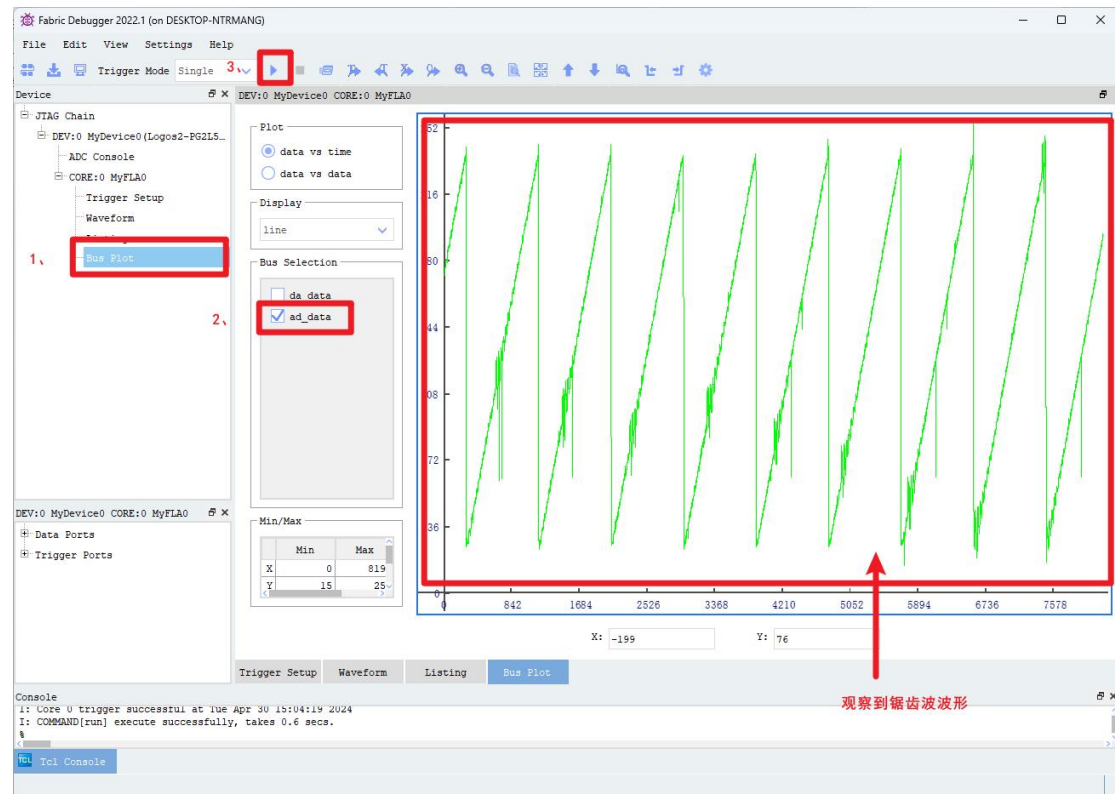 Fabric Debugger 2022.1 (on DESKTOP-NTRMANG)
File Edit View Settings Help
Trigger Mode Single 3、
Device
DEV:0 MyDevice0 CORE:0 MyFLA0
JTAG Chain
DEV:0 MyDevice0(Logos2-PG2L5…
ADC Console
CORE:0 MyFLA0
Trigger Setup
Waveform
1、 Bus Plot
Plot
data vs time
data vs data
Display
line
Bus Selection
da data
2、 ad_data
Min/Max
Min Max
X 0 819
Y 15 25
52
16
80
44
08
72
36
0
0 842 1684 2526 3368 4210 5052 5894 6736 7578
X: -199 Y: 76
DEV:0 MyDevice0 CORE:0 MyFLA0
Data Ports
Trigger Ports
Trigger Setup Waveform Listing Bus Plot
观察到锯齿波波形
Console
I: Core 0 trigger successful at Tue Apr 30 15:04:19 2024
I: COMMAND[run] execute successfully, takes 0.6 secs.
%
TCL Tcl Console